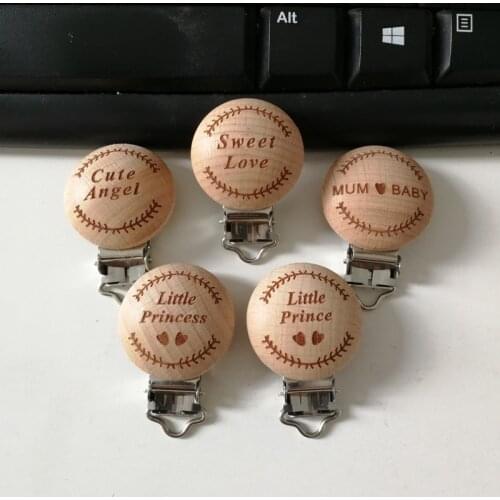 Alt
Cute
Angel
Sweet
Love
MUM BABY
Little
Princess
Little
Prince